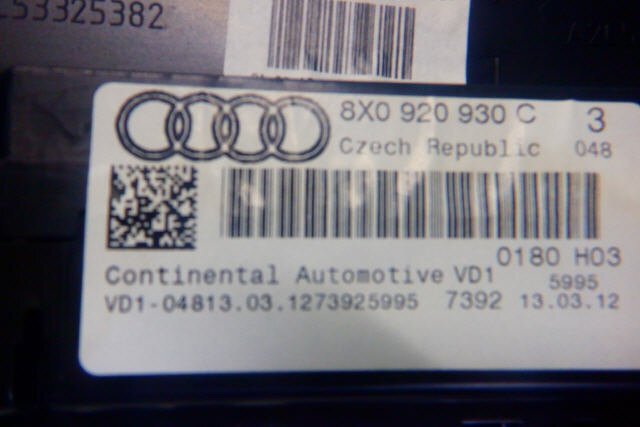 53325382
8X0 920 930 C 3
Czech Republic 048
0180 H03
Continental Automotive VD1 5995
VD1-04813.03.1273925995 7392 13.03.12